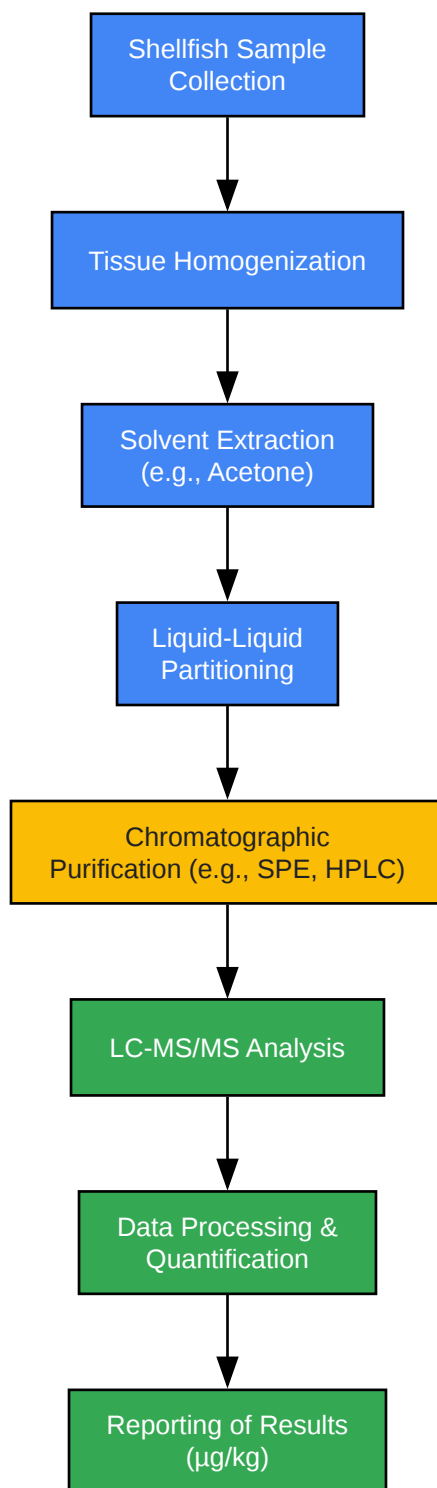 Shellfish Sample
Collection
Tissue Homogenization
Solvent Extraction
(e.g., Acetone)
Liquid-Liquid
Partitioning
Chromatographic
Purification (e.g., SPE, HPLC)
LC-MS/MS Analysis
Data Processing &
Quantification
Reporting of Results
(µg/kg)